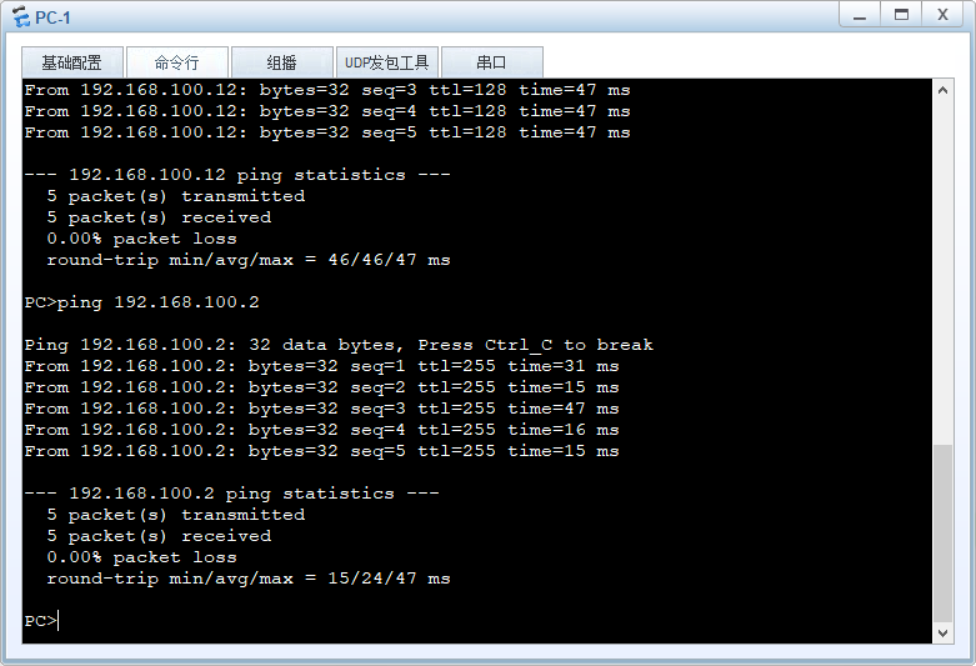 PC-1
基础配置 命令行 组播 UDP发包工具 串口
From 192.168.100.12: bytes=32 seq=3 ttl=128 time=47 ms
From 192.168.100.12: bytes=32 seq=4 ttl=128 time=47 ms
From 192.168.100.12: bytes=32 seq=5 ttl=128 time=47 ms
--- 192.168.100.12 ping statistics ---
5 packet(s) transmitted
5 packet(s) received
0.00% packet loss
round-trip min/avg/max = 46/46/47 ms
PC>ping 192.168.100.2
Ping 192.168.100.2: 32 data bytes, Press Ctrl_C to break
From 192.168.100.2: bytes=32 seq=1 ttl=255 time=31 ms
From 192.168.100.2: bytes=32 seq=2 ttl=255 time=15 ms
From 192.168.100.2: bytes=32 seq=3 ttl=255 time=47 ms
From 192.168.100.2: bytes=32 seq=4 ttl=255 time=16 ms
From 192.168.100.2: bytes=32 seq=5 ttl=255 time=15 ms
--- 192.168.100.2 ping statistics ---
5 packet(s) transmitted
5 packet(s) received
0.00% packet loss
round-trip min/avg/max = 15/24/47 ms
PC>